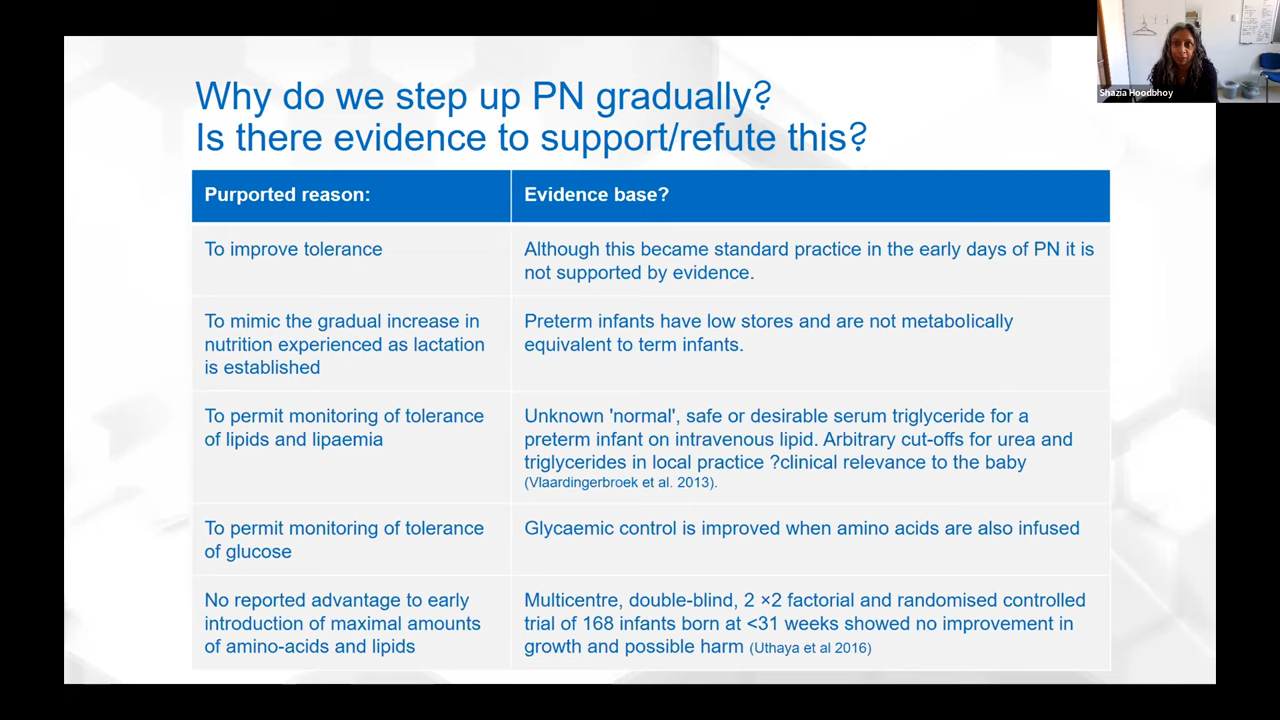 Shazia Hoodbhoy
Why do we step up PN gradually?
Is there evidence to support/refute this?
Purported reason:
Evidence base?
To improve tolerance
Although this became standard practice in the early days of PN it is
not supported by evidence.
To mimic the gradual increase in
nutrition experienced as lactation
is established
Preterm infants have low stores and are not metabolically
equivalent to term infants.
To permit monitoring of tolerance
of lipids and lipaemia
Unknown 'normal', safe or desirable serum triglyceride for a
preterm infant on intravenous lipid. Arbitrary cut-offs for urea and
triglycerides in local practice ?clinical relevance to the baby
(Vlaardingerbroek et al. 2013).
To permit monitoring of tolerance
of glucose
Glycaemic control is improved when amino acids are also infused
No reported advantage to early
introduction of maximal amounts
of amino-acids and lipids
Multicentre, double-blind, 2 ×2 factorial and randomised controlled
trial of 168 infants born at <31 weeks showed no improvement in
growth and possible harm (Uthaya et al 2016)